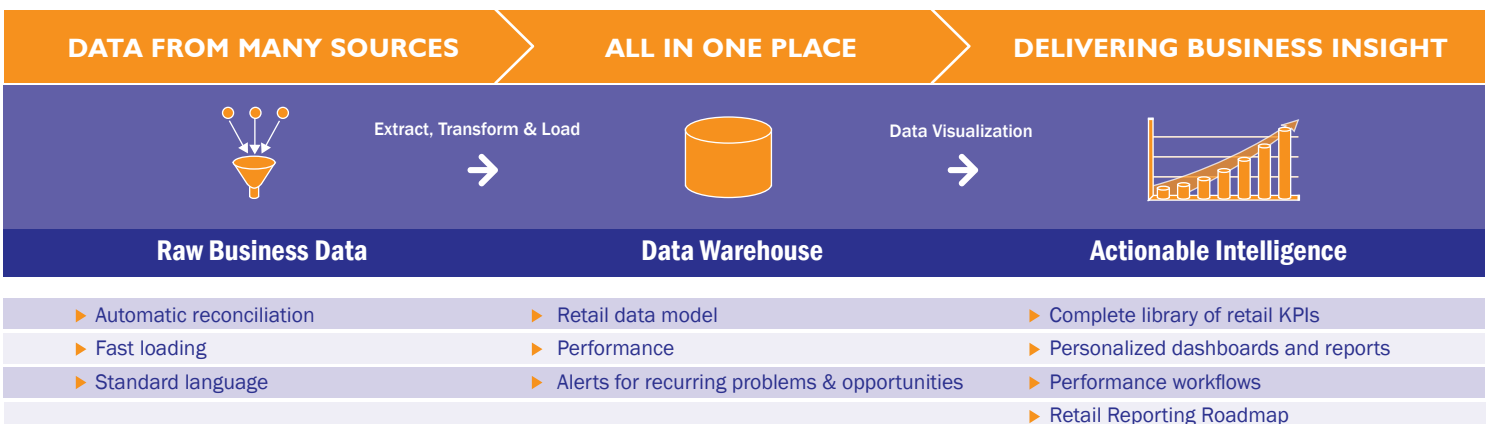 DATA FROM MANY SOURCES
ALL IN ONE PLACE
DELIVERING BUSINESS INSIGHT
Extract, Transform & Load
Data Visualization
Raw Business Data
Data Warehouse
Actionable Intelligence
Automatic reconciliation
Fast loading
Standard language
Retail data model
Performance
Alerts for recurring problems & opportunities
Complete library of retail KPIs
Personalized dashboards and reports
Performance workflows
Retail Reporting Roadmap